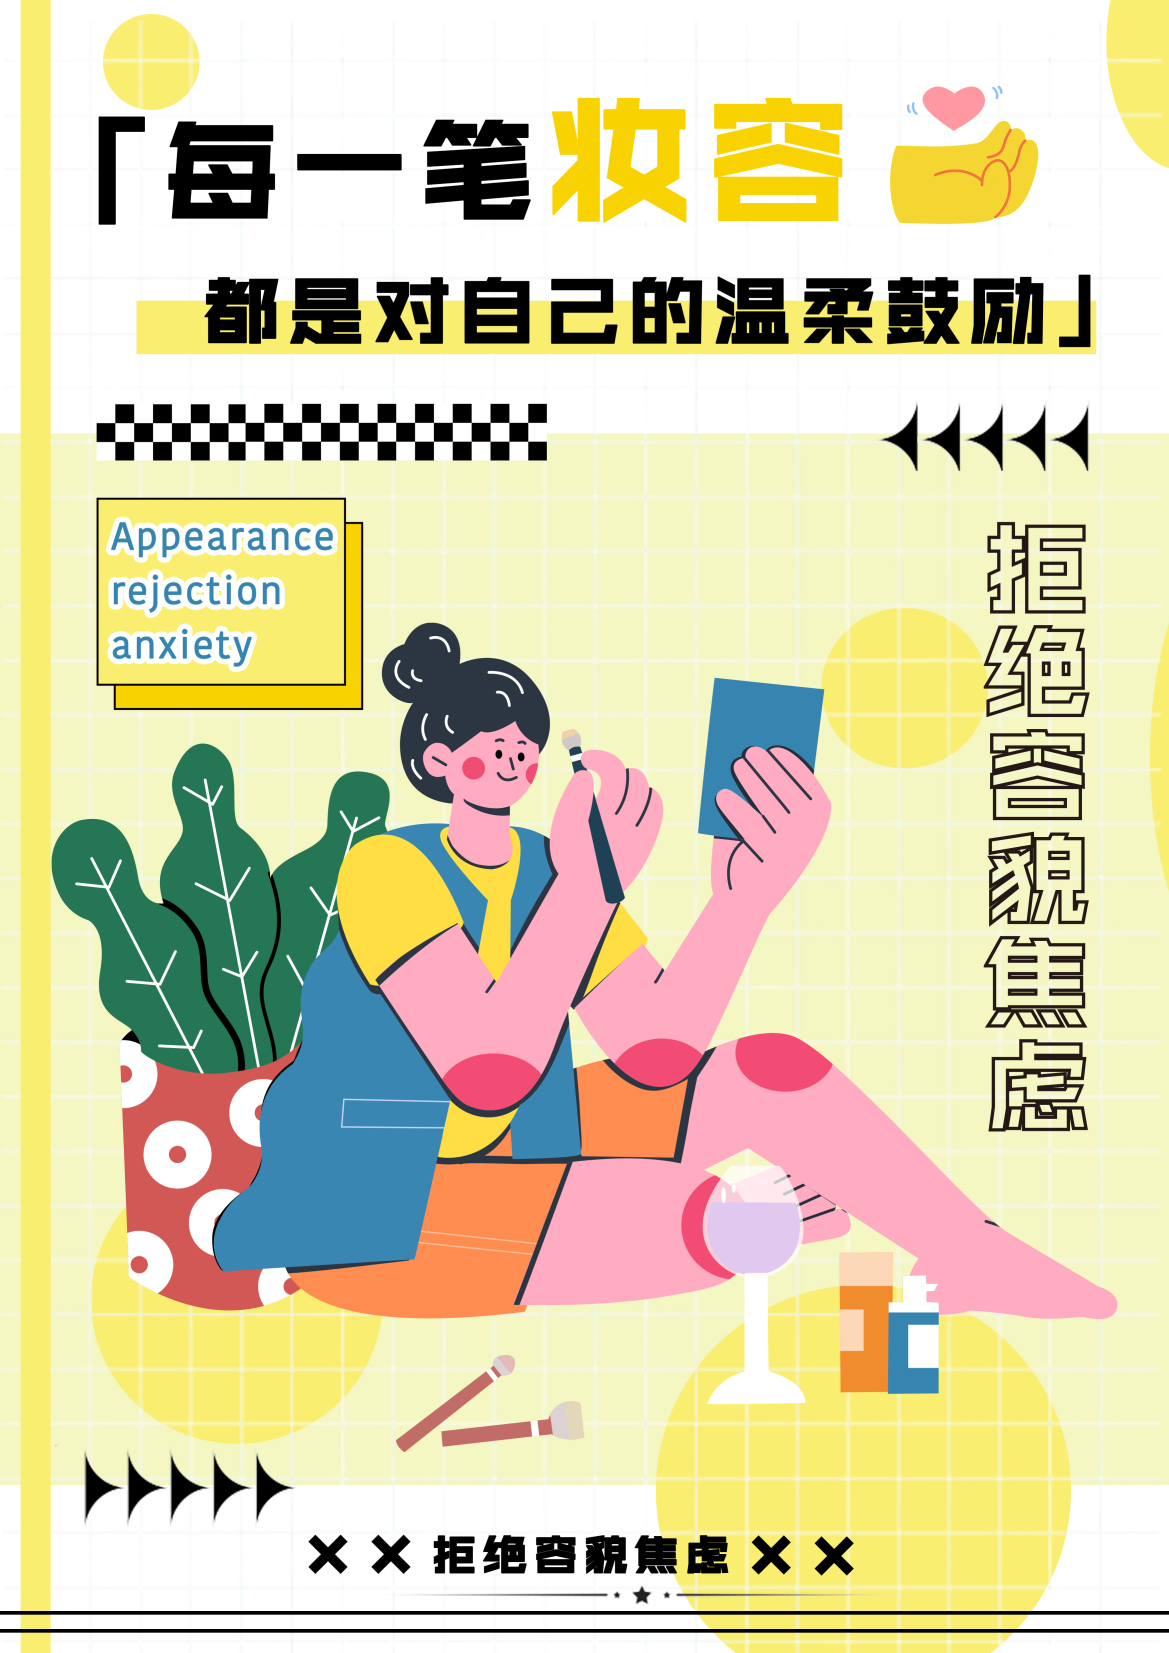 「每一笔妆容
都是对自己的温柔鼓励」
Appearance
rejection
anxiety
拒绝容貌焦虑
拒绝容貌焦虑